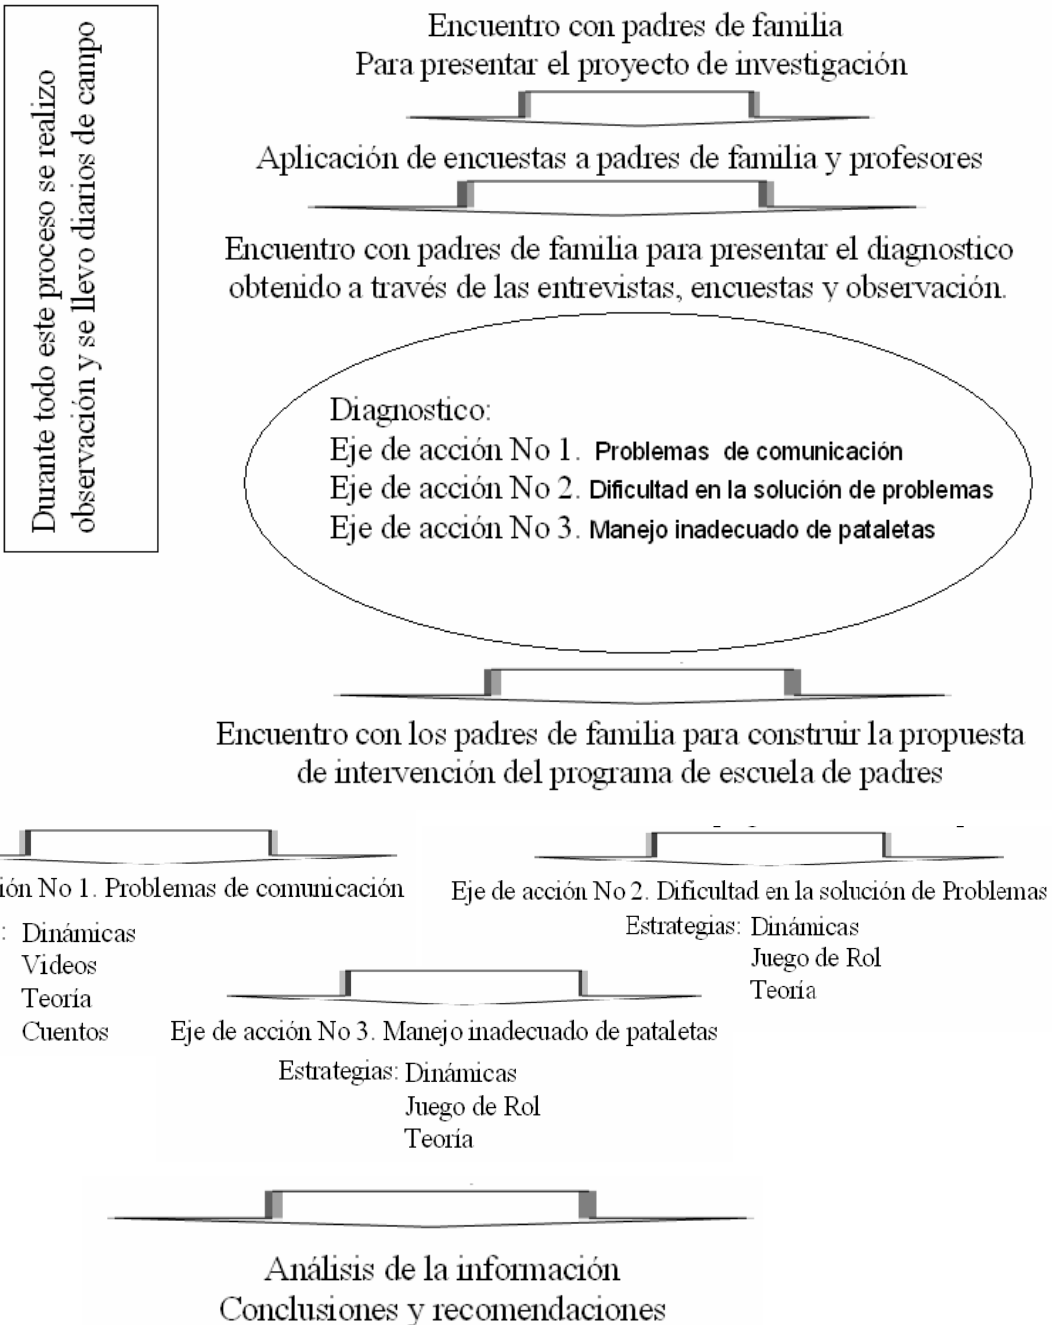 Durante todo este proceso se realizo
observación y se llevo diarios de campo
Encuentro con padres de familia
Para presentar el proyecto de investigación
Aplicación de encuestas a padres de familia y profesores
Encuentro con padres de familia para presentar el diagnostico
obtenido a través de las entrevistas, encuestas y observación.
Diagnostico:
Eje de acción No 1. Problemas de comunicación
Eje de acción No 2. Dificultad en la solución de problemas
Eje de acción No 3. Manejo inadecuado de pataletas
Encuentro con los padres de familia para construir la propuesta
de intervención del programa de escuela de padres
ión No 1. Problemas de comunicación
: Dinámicas
Videos
Teoría
Cuentos
Eje de acción No 2. Dificultad en la solución de Problemas
Estrategias: Dinámicas
Juego de Rol
Teoría
Eje de acción No 3. Manejo inadecuado de pataletas
Estrategias: Dinámicas
Juego de Rol
Teoría
Análisis de la información
Conclusiones y recomendaciones